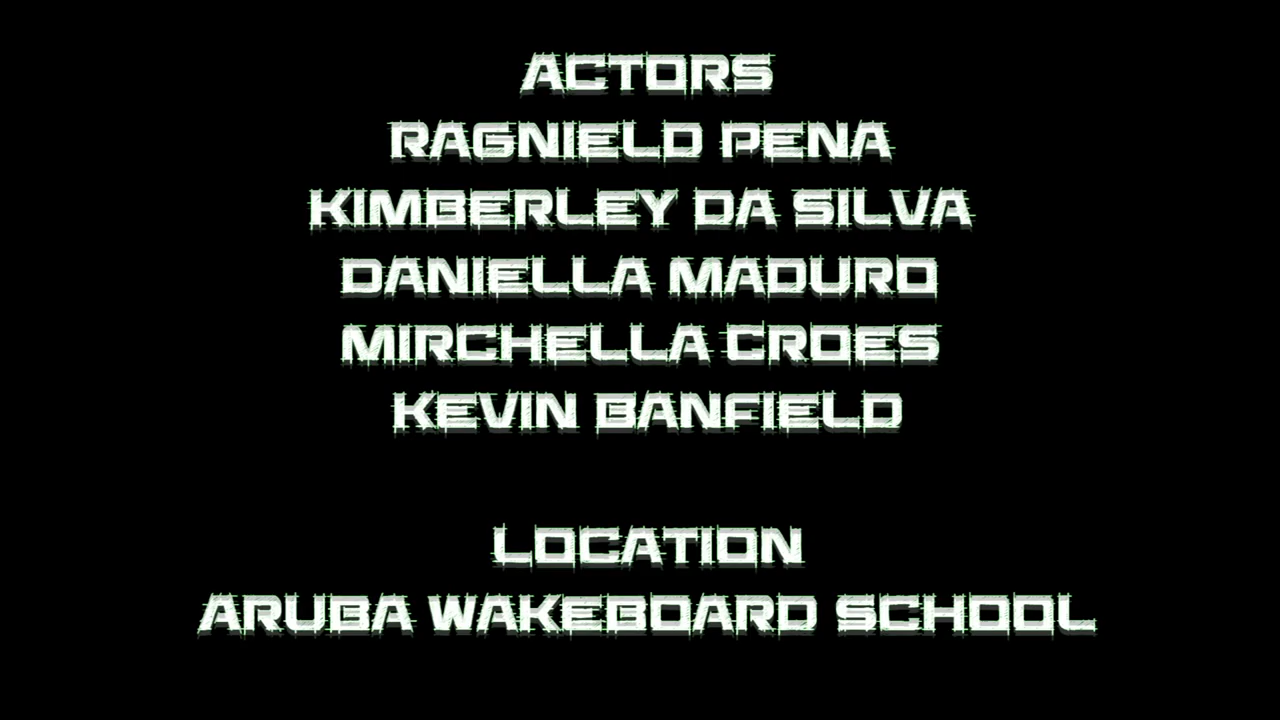 ACTORS
RAGNIELD PENA
KIMBERLEY DA SILVA
DANIELLA MADURO
MIRCHELLA CROES
KEVIN BANFIELD
LOCATION
ARUBA WAKEBOARD SCHOOL